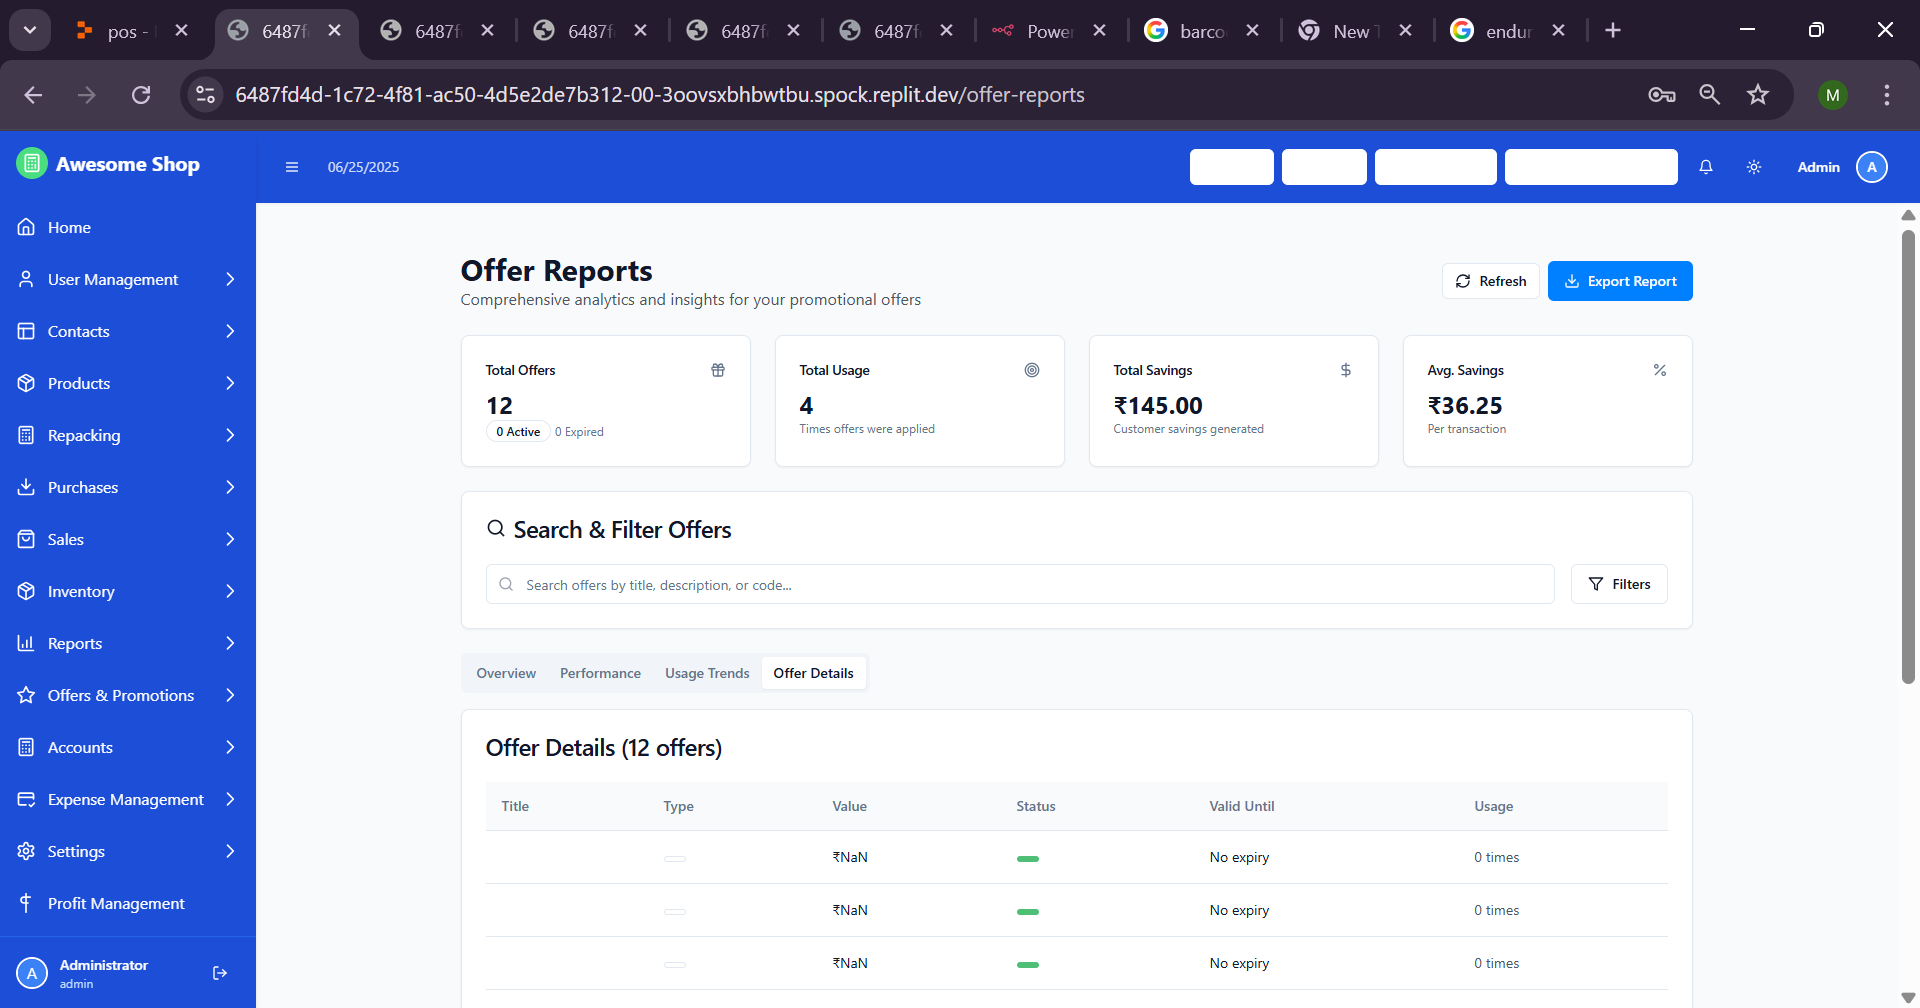 pos -
6487f
6487f
6487f
6487f
6487f
Power
barco
New T
endur
6487fd4d-1c72-4f81-ac50-4d5e2de7b312-00-3oovsxbhbwtbu.spock.replit.dev/offer-reports
M
Awesome Shop
06/25/2025
Admin
A
Home
User Management
Contacts
Products
Repacking
Purchases
Sales
Inventory
Reports
Offers & Promotions
Accounts
Expense Management
Settings
Profit Management
A
Administrator
admin
Offer Reports
Comprehensive analytics and insights for your promotional offers
Refresh
Export Report
Total Offers
12
0 Active 0 Expired
Total Usage
4
Times offers were applied
Total Savings
₹145.00
Customer savings generated
Avg. Savings
₹36.25
Per transaction
Search & Filter Offers
Search offers by title, description, or code...
Filters
Overview Performance Usage Trends Offer Details
Offer Details (12 offers)
Title Type Value Status Valid Until Usage
₹NaN No expiry 0 times
₹NaN No expiry 0 times
₹NaN No expiry 0 times